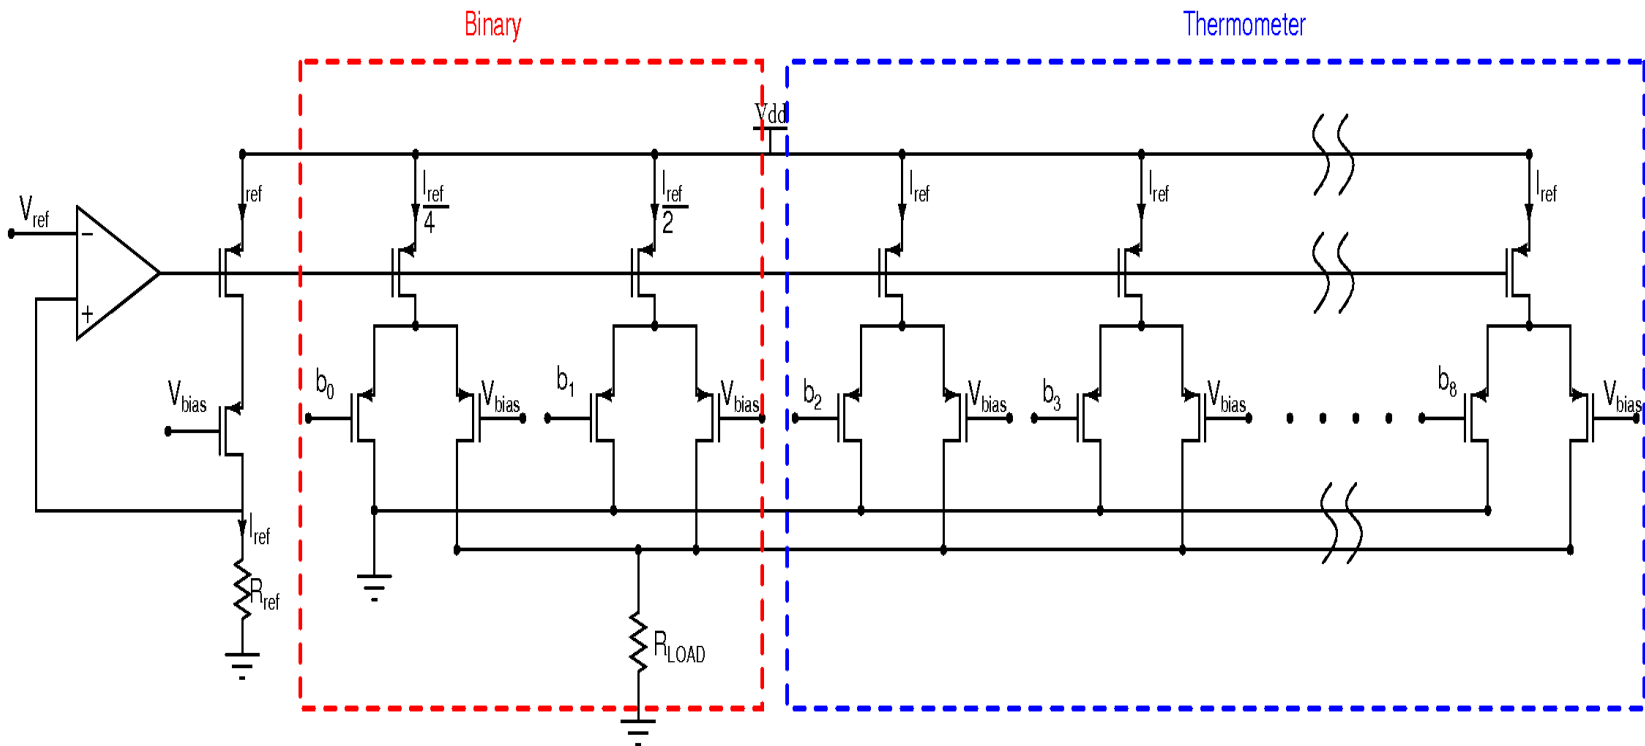 Binary
Thermometer
Vdd
Vref
−
+
ref
Iref
4
Iref
2
Iref
Iref
Iref
Vbias
b0
Vbias
b1
Vbias
b2
Vbias
b3
Vbias
b8
Vbias
Iref
Rref
RLOAD